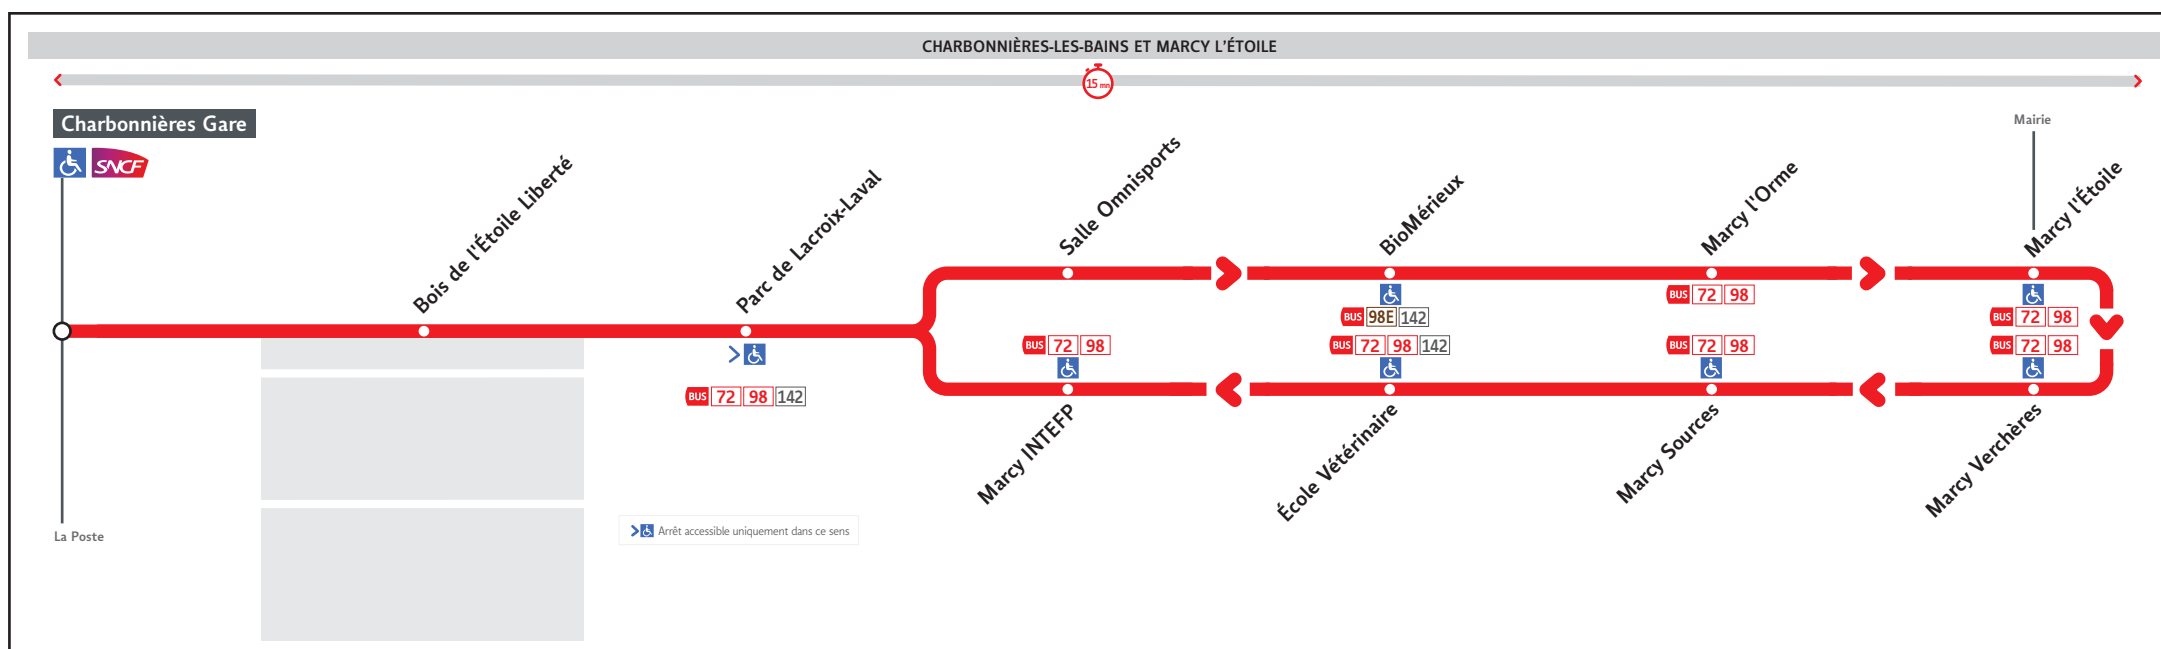 CHARBONNIÈRES-LES-BAINS ET MARCY L'ÉTOILE
15 mn
Charbonnières Gare
SNCF
Mairie
Bois de l'Étoile Liberté
Parc de Lacroix-Laval
Salle Omnisports
BioMérieux
Marcy l'Orme
Marcy l'Étoile
BUS 72 98
BUS 98E 142
BUS 72 98
BUS 72 98
BUS 72 98 142
BUS 72 98
BUS 72 98
BUS 72 98 142
Marcy INTEFP
École Vétérinaire
Marcy Sources
Marcy Verchères
Arrêt accessible uniquement dans ce sens
La Poste